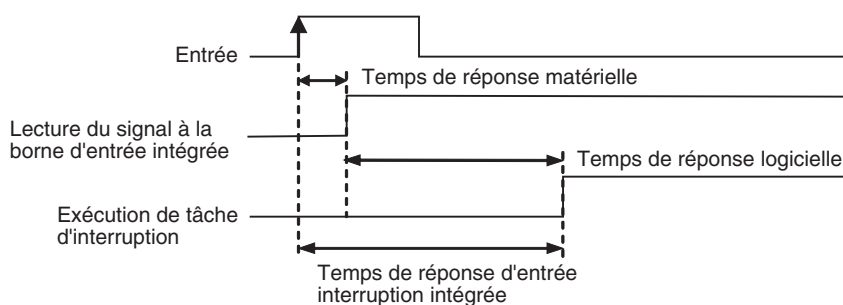 Entrée
Temps de réponse matérielle
Lecture du signal à la
borne d'entrée intégrée
Temps de réponse logicielle
Exécution de tâche
d'interruption
Temps de réponse d'entrée
interruption intégrée